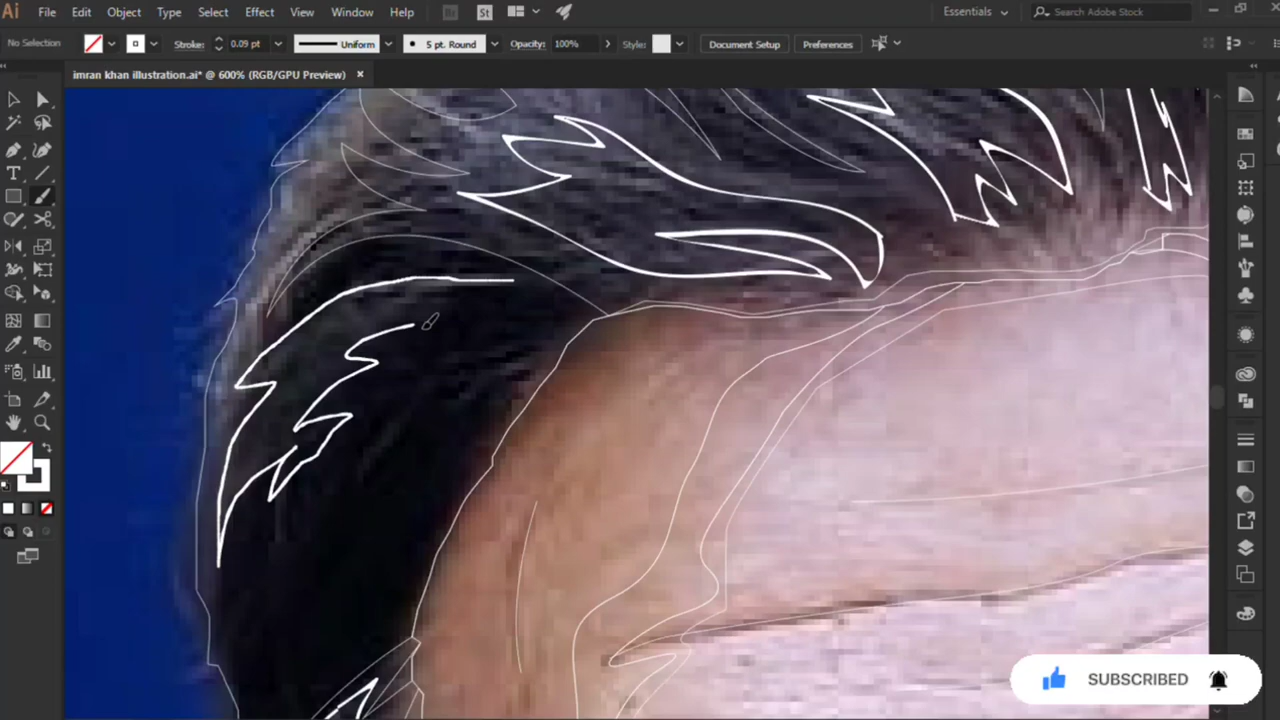 Ai File Edit Object Type Select Effect View Window Help Br St Essentials Search Adobe Stock
No Selection Stroke: 0.09 pt Uniform 5 pt. Round Opacity: 100% Style: Document Setup Preferences
imran khan illustration.ai* @ 600% (RGB/GPU Preview)
SUBSCRIBED